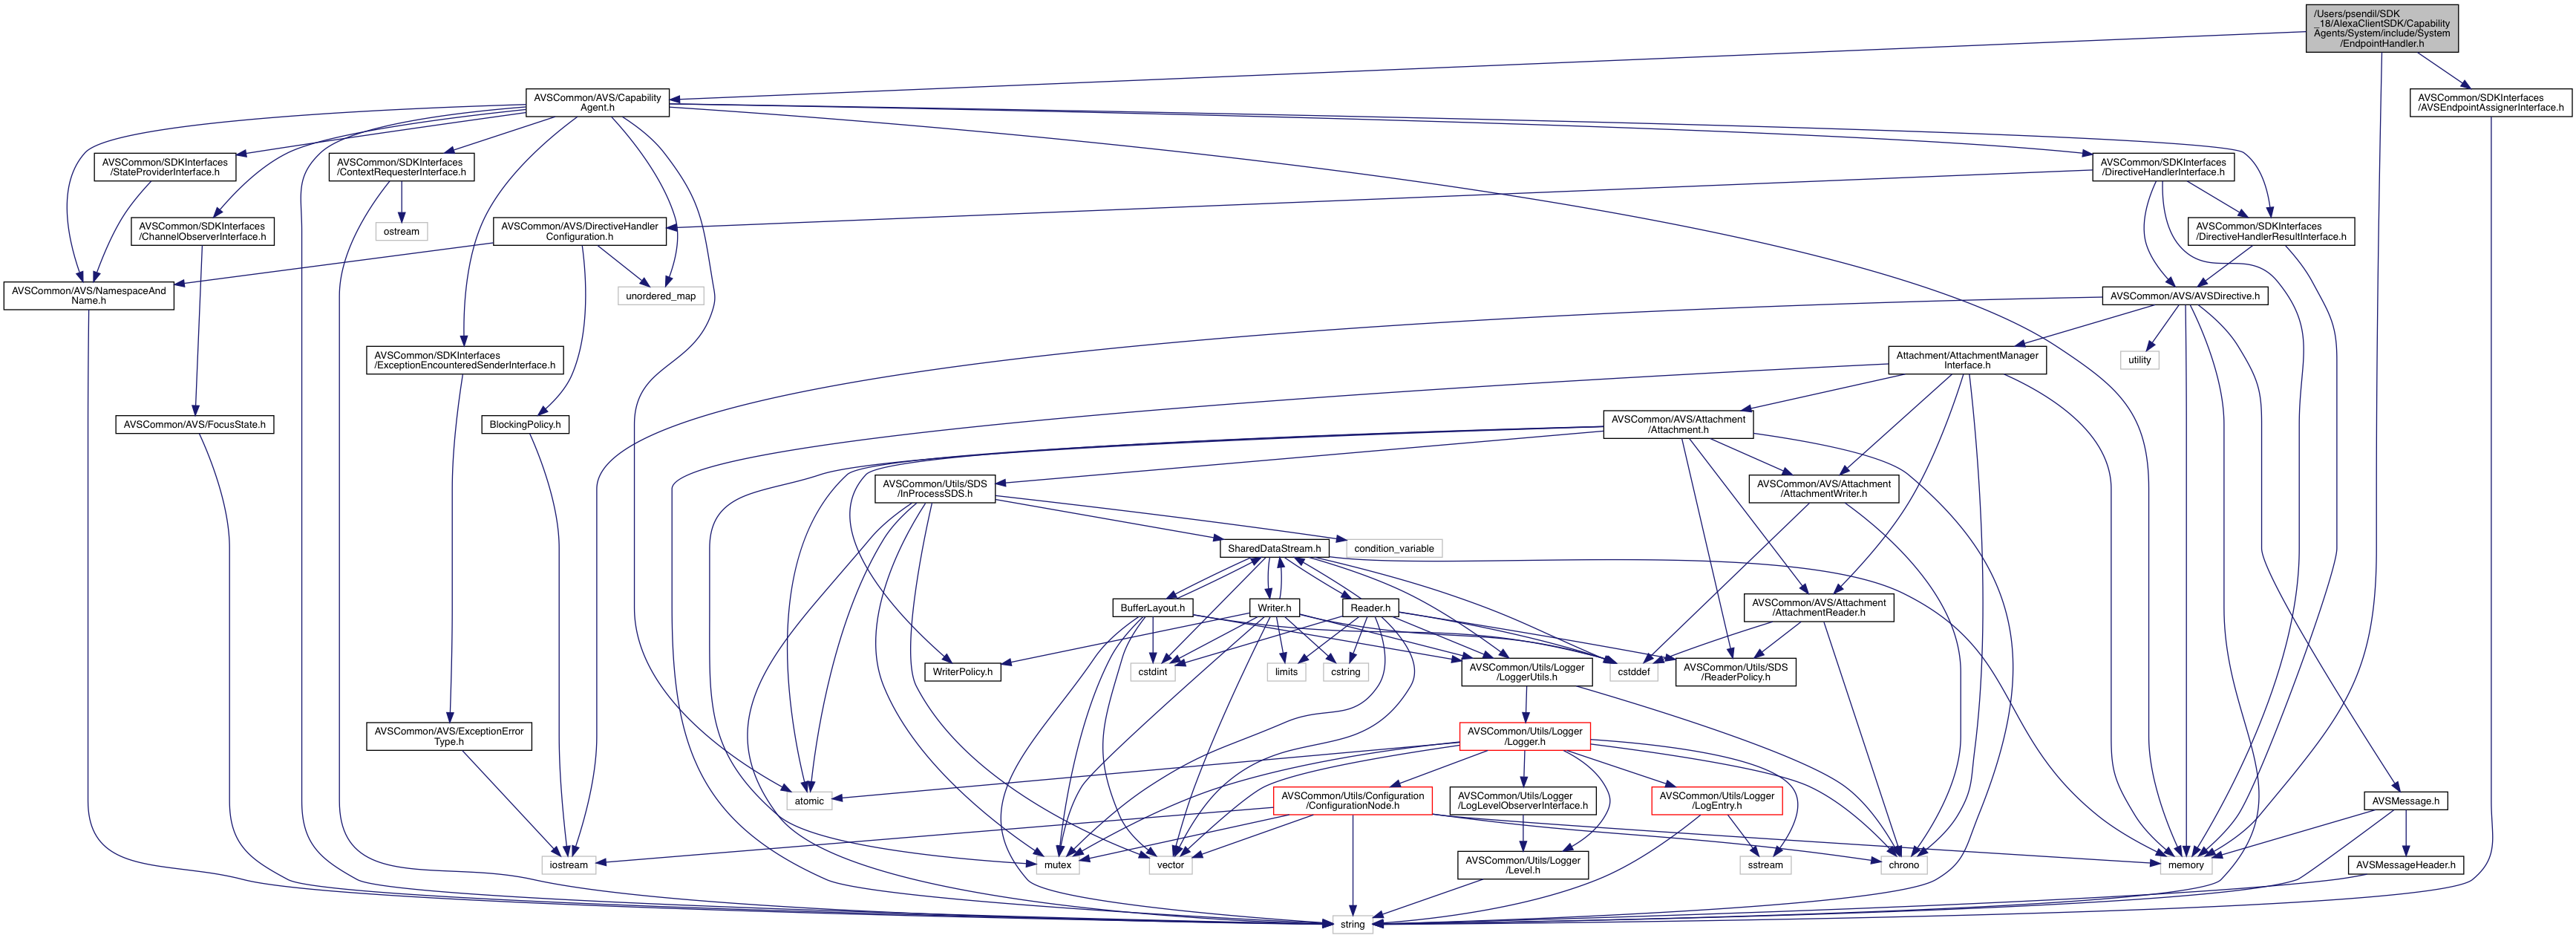 /Users/psendil/SDK
_18/AlexaClientSDK/Capability
Agents/System/include/System
/EndpointHandler.h
AVSCommon/AVS/Capability
Agent.h
AVSCommon/SDKInterfaces
/AVSEndpointAssignerInterface.h
AVSCommon/SDKInterfaces
/StateProviderInterface.h
AVSCommon/SDKInterfaces
/ContextRequesterInterface.h
AVSCommon/SDKInterfaces
/DirectiveHandlerInterface.h
AVSCommon/SDKInterfaces
/ChannelObserverInterface.h
ostream
AVSCommon/AVS/DirectiveHandler
Configuration.h
AVSCommon/SDKInterfaces
/DirectiveHandlerResultInterface.h
AVSCommon/AVS/NamespaceAnd
Name.h
unordered_map
AVSCommon/AVS/AVSDirective.h
AVSCommon/SDKInterfaces
/ExceptionEncounteredSenderInterface.h
Attachment/AttachmentManager
Interface.h
utility
AVSCommon/AVS/FocusState.h
BlockingPolicy.h
AVSCommon/AVS/Attachment
/Attachment.h
AVSCommon/Utils/SDS
/InProcessSDS.h
AVSCommon/AVS/Attachment
/AttachmentWriter.h
SharedDataStream.h
condition_variable
BufferLayout.h
Writer.h
Reader.h
AVSCommon/AVS/Attachment
/AttachmentReader.h
WriterPolicy.h
cstdint
limits
cstring
AVSCommon/Utils/Logger
/LoggerUtils.h
cstddef
AVSCommon/Utils/SDS
/ReaderPolicy.h
AVSCommon/AVS/ExceptionError
Type.h
AVSCommon/Utils/Logger
/Logger.h
atomic
AVSCommon/Utils/Configuration
/ConfigurationNode.h
AVSCommon/Utils/Logger
/LogLevelObserverInterface.h
AVSCommon/Utils/Logger
/LogEntry.h
AVSMessage.h
iostream
mutex
vector
AVSCommon/Utils/Logger
/Level.h
sstream
chrono
memory
AVSMessageHeader.h
string